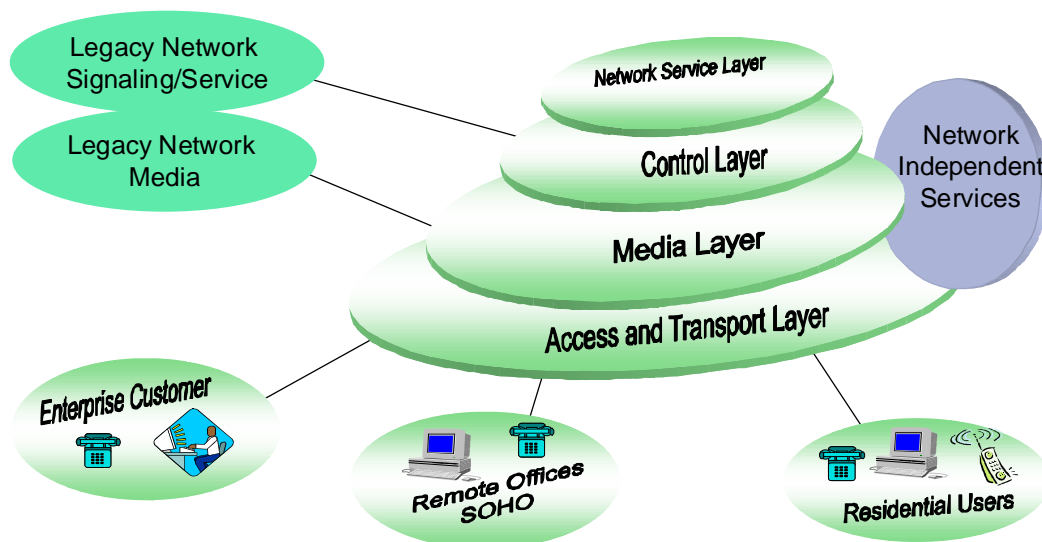 Legacy Network
Signaling/Service
Legacy Network
Media
Network Service Layer
Control Layer
Media Layer
Access and Transport Layer
Network
Independent
Services
Enterprise Customer
Remote Offices
SOHO
Residential Users